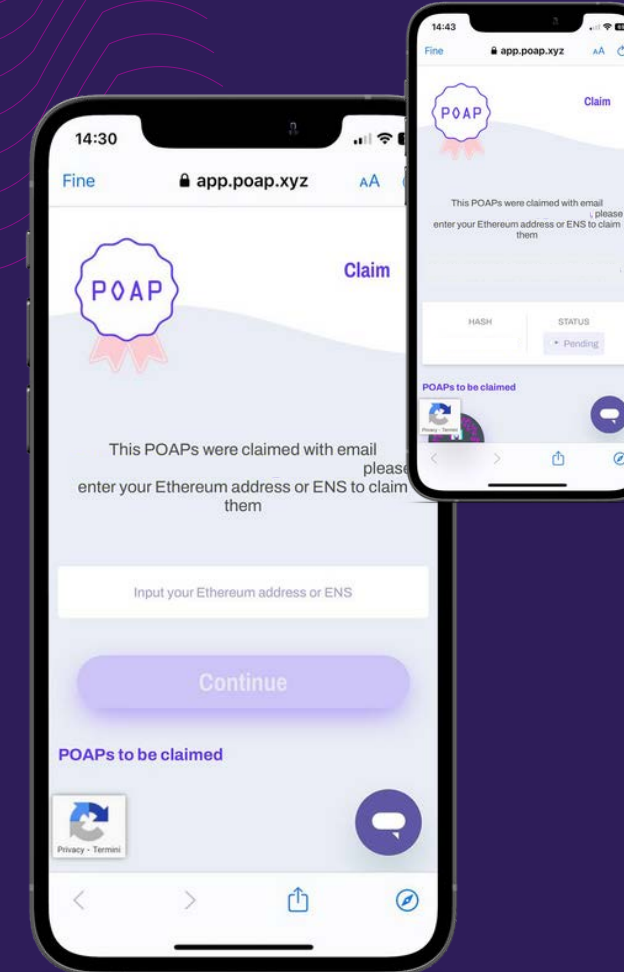 14:30
Fine
app.poap.xyz
AA
POAP
Claim
This POAPs were claimed with email
please
enter your Ethereum address or ENS to claim
them
Input your Ethereum address or ENS
Continue
POAPs to be claimed
Privacy - Termini
14:43
Fine
app.poap.xyz
AA
POAP
Claim
This POAPs were claimed with email
, please
enter your Ethereum address or ENS to claim
them
HASH
STATUS
Pending
POAPs to be claimed
Privacy - Termini
M